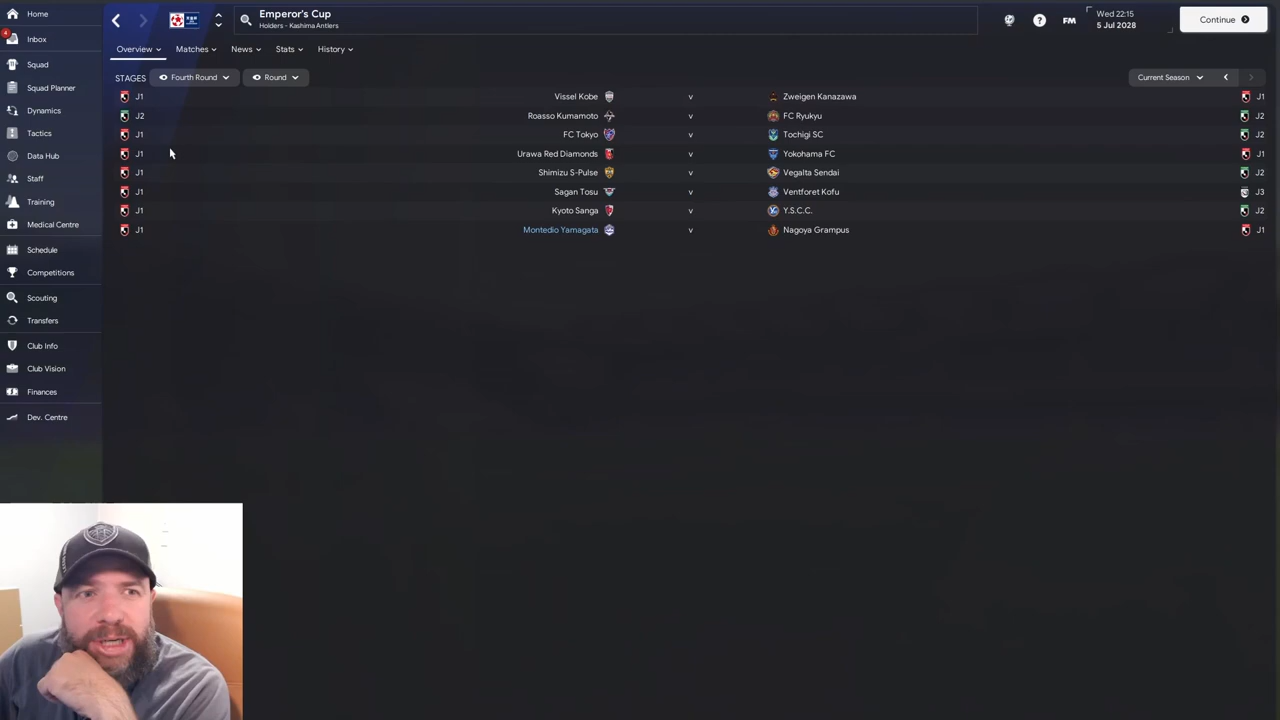 Home
Inbox
4
Squad
Squad Planner
Dynamics
Tactics
Data Hub
Staff
Training
Medical Centre
Schedule
Competitions
Scouting
Transfers
Club Info
Club Vision
Finances
Dev. Centre
Emperor's Cup
Holders - Kashima Antlers
FM
Wed 22:15
5 Jul 2028
Continue
Overview
Matches
News
Stats
History
STAGES
Fourth Round
Round
Current Season
J1 Vissel Kobe v Zweigen Kanazawa J1
J2 Roasso Kumamoto v FC Ryukyu J2
J1 FC Tokyo v Tochigi SC J2
J1 Urawa Red Diamonds v Yokohama FC J1
J1 Shimizu S-Pulse v Vegalta Sendai J2
J1 Sagan Tosu v Ventforet Kofu J3
J1 Kyoto Sanga v Y.S.C.C. J2
J1 Montedio Yamagata v Nagoya Grampus J1